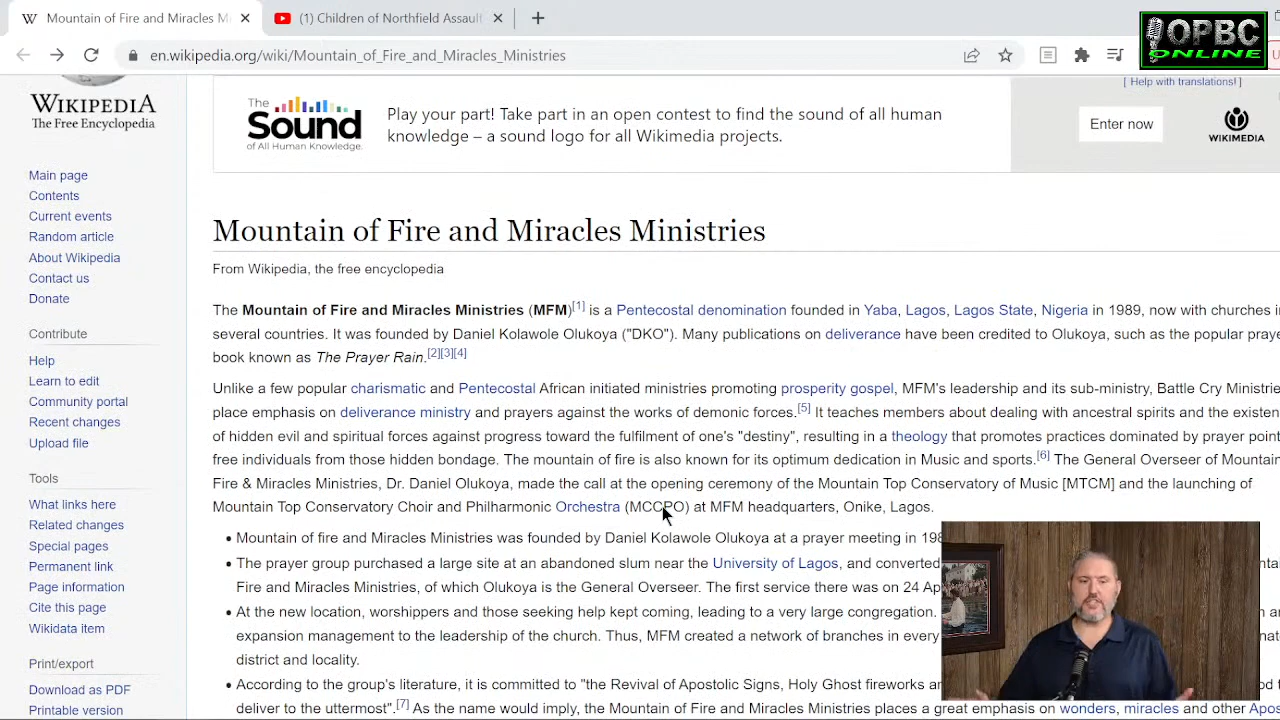 Mountain of Fire and Miracles M
(1) Children of Northfield Assaul
OPBC
ONLINE
en.wikipedia.org/wiki/Mountain_of_Fire_and_Miracles_Ministries
WIKIPEDIA
The Free Encyclopedia
The
Sound
of All Human Knowledge.
Play your part! Take part in an open contest to find the sound of all human
knowledge – a sound logo for all Wikimedia projects.
[ Help with translations! ]
Enter now
WIKIMEDIA
Main page
Contents
Current events
Random article
About Wikipedia
Contact us
Donate
Contribute
Help
Learn to edit
Community portal
Recent changes
Upload file
Tools
What links here
Related changes
Special pages
Permanent link
Page information
Cite this page
Wikidata item
Print/export
Download as PDF
Printable version
Mountain of Fire and Miracles Ministries
From Wikipedia, the free encyclopedia
The Mountain of Fire and Miracles Ministries (MFM)[1] is a Pentecostal denomination founded in Yaba, Lagos, Lagos State, Nigeria in 1989, now with churches i
several countries. It was founded by Daniel Kolawole Olukoya ("DKO"). Many publications on deliverance have been credited to Olukoya, such as the popular praye
book known as The Prayer Rain.[2][3][4]
Unlike a few popular charismatic and Pentecostal African initiated ministries promoting prosperity gospel, MFM's leadership and its sub-ministry, Battle Cry Ministrie
place emphasis on deliverance ministry and prayers against the works of demonic forces.[5] It teaches members about dealing with ancestral spirits and the existen
of hidden evil and spiritual forces against progress toward the fulfilment of one's "destiny", resulting in a theology that promotes practices dominated by prayer point
free individuals from those hidden bondage. The mountain of fire is also known for its optimum dedication in Music and sports.[6] The General Overseer of Mountain
Fire & Miracles Ministries, Dr. Daniel Olukoya, made the call at the opening ceremony of the Mountain Top Conservatory of Music [MTCM] and the launching of
Mountain Top Conservatory Choir and Philharmonic Orchestra (MCCPO) at MFM headquarters, Onike, Lagos.
• Mountain of fire and Miracles Ministries was founded by Daniel Kolawole Olukoya at a prayer meeting in 198
• The prayer group purchased a large site at an abandoned slum near the University of Lagos, and converted
Fire and Miracles Ministries, of which Olukoya is the General Overseer. The first service there was on 24 Ap
• At the new location, worshippers and those seeking help kept coming, leading to a very large congregation.
expansion management to the leadership of the church. Thus, MFM created a network of branches in every
district and locality.
• According to the group's literature, it is committed to "the Revival of Apostolic Signs, Holy Ghost fireworks an
deliver to the uttermost".[7] As the name would imply, the Mountain of Fire and Miracles Ministries places a great emphasis on wonders, miracles and other Apos